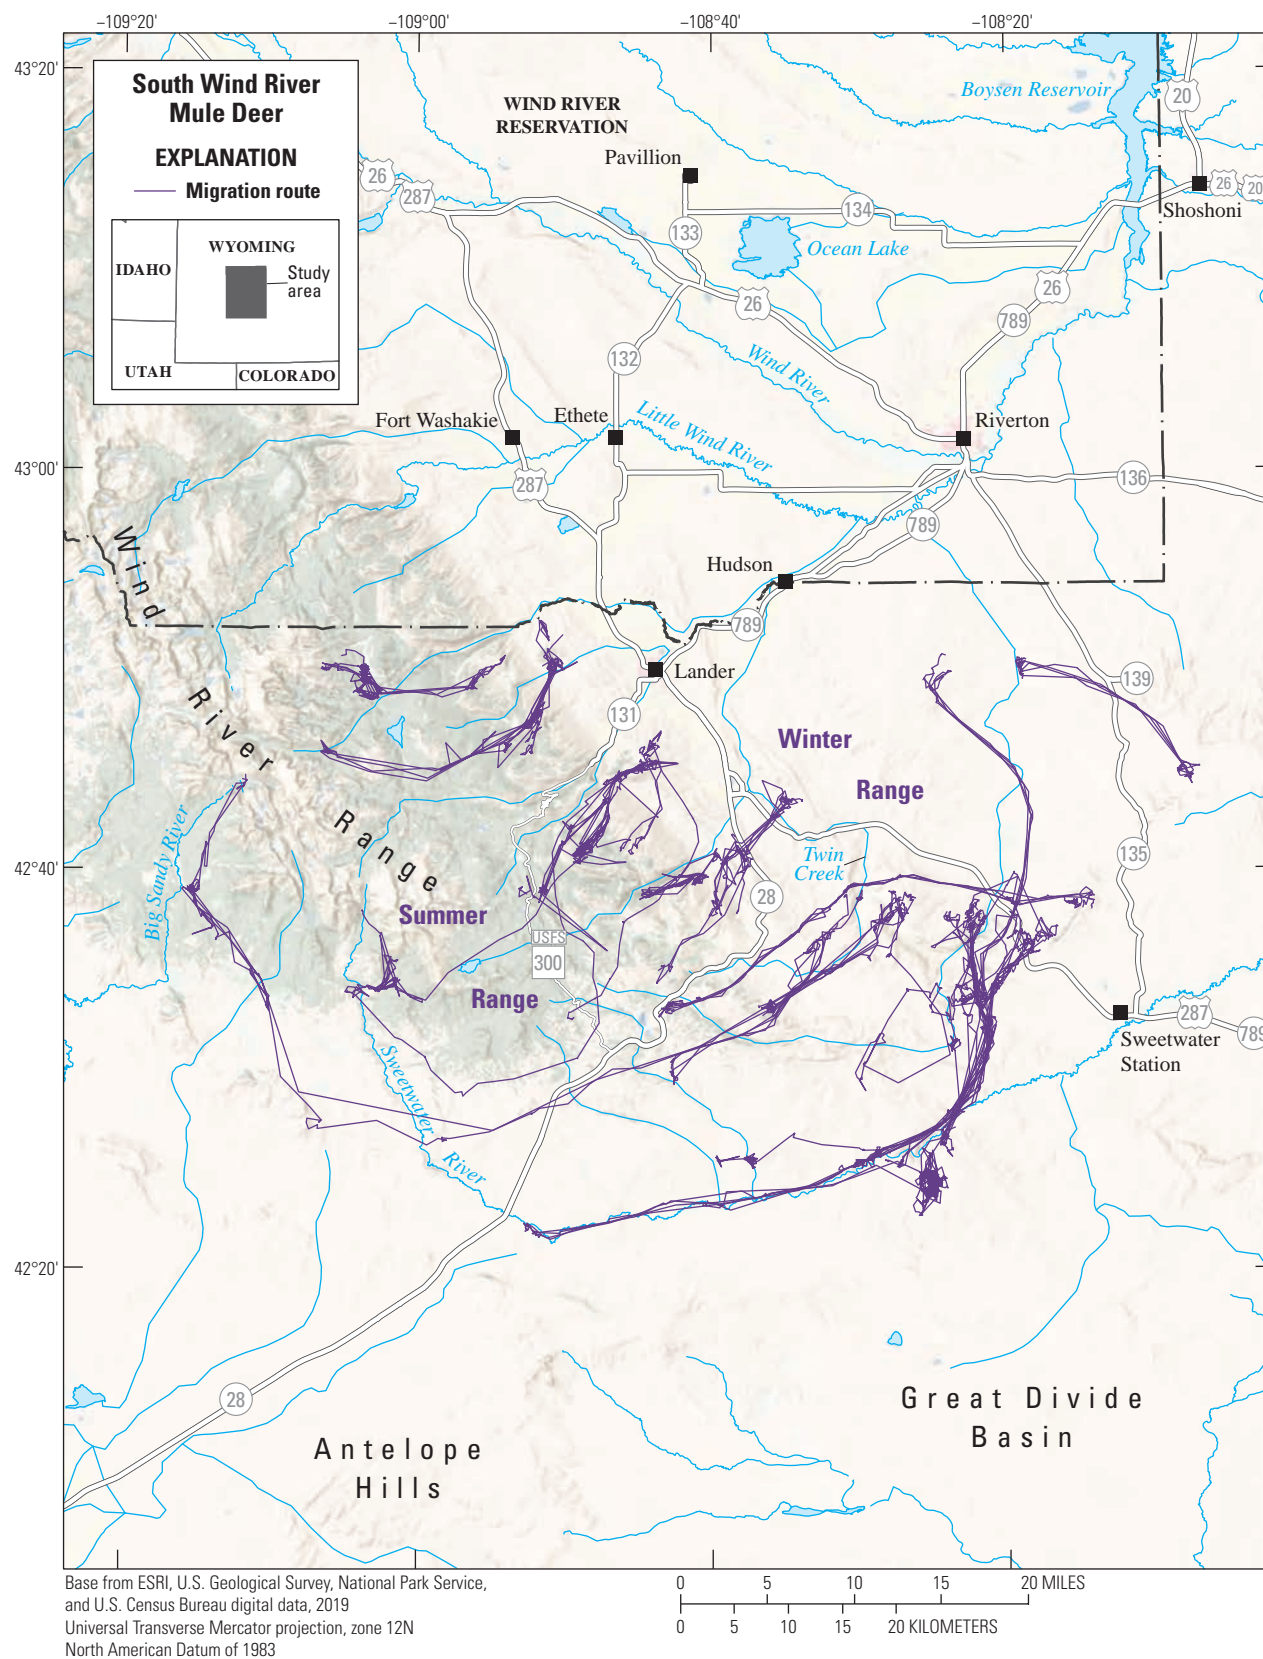 −109°20'
−109°00'
−108°40'
−108°20'
43°20'
43°00'
42°40'
42°20'
South Wind River
Mule Deer
EXPLANATION
Migration route
WYOMING
IDAHO
Study
area
UTAH
COLORADO
WIND RIVER
RESERVATION
Pavillion
Boysen Reservoir
20
26
287
26
20
Shoshoni
134
133
Ocean Lake
26
26
789
132
Wind River
Fort Washakie
Ethete
Little Wind River
Riverton
287
136
789
Hudson
789
Wind
River
Range
Lander
131
139
Winter
Range
Big Sandy River
Twin
Creek
135
28
Summer
Range
USFS
300
Sweetwater
River
287
789
Sweetwater
Station
28
Great Divide
Basin
Antelope
Hills
Base from ESRI, U.S. Geological Survey, National Park Service,
and U.S. Census Bureau digital data, 2019
Universal Transverse Mercator projection, zone 12N
North American Datum of 1983
0 5 10 15 20 MILES
0 5 10 15 20 KILOMETERS